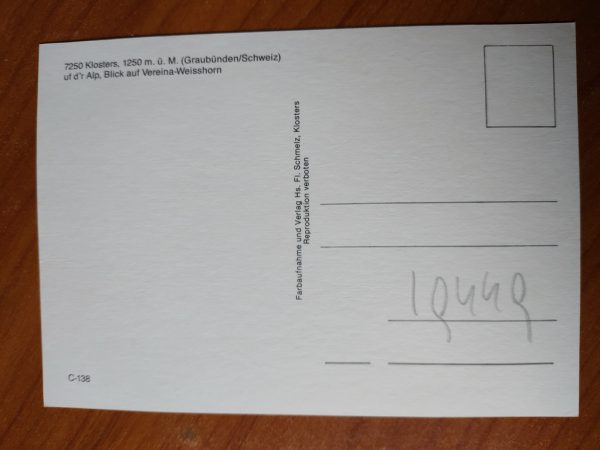 7250 Klosters, 1250 m. ü. M. (Graubünden/Schweiz)
uf d'r Alp, Blick auf Vereina-Weisshorn
Farbaufnahme und Verlag Hs. Fl. Schmelz, Klosters
Reproduktion verboten
C-138